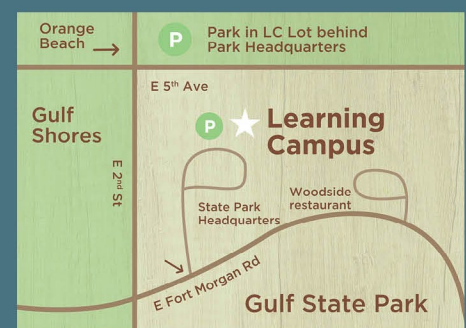 Orange
Beach
P
Park in LC Lot behind
Park Headquarters
E 5th Ave
Gulf
Shores
P
Learning
Campus
E 2nd St
State Park
Headquarters
Woodside
restaurant
E Fort Morgan Rd
Gulf State Park